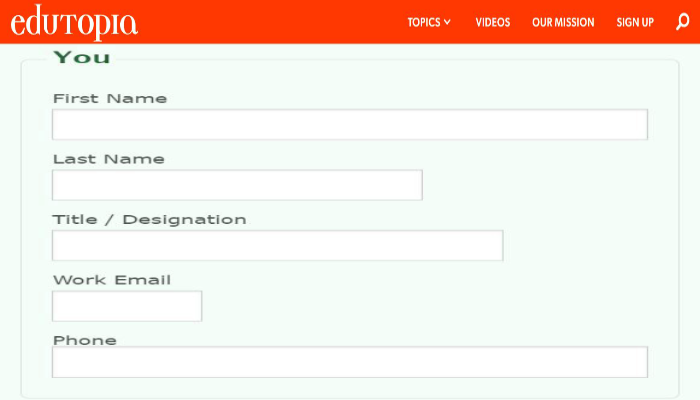 edutopia TOPICS VIDEOS OUR MISSION SIGN UP
You
First Name
Last Name
Title / Designation
Work Email
Phone